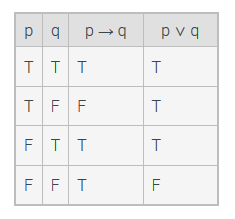 p q p → q p ∨ q
T T T T
T F F T
F T T T
F F T F